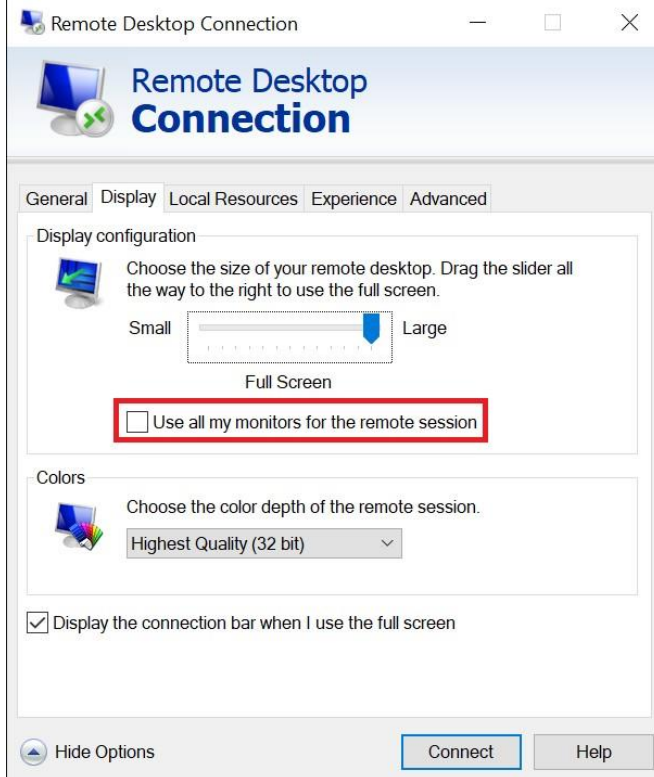 Remote Desktop Connection
Remote Desktop
Connection
General Display Local Resources Experience Advanced
Display configuration
Choose the size of your remote desktop. Drag the slider all
the way to the right to use the full screen.
Small Large
Full Screen
Use all my monitors for the remote session
Colors
Choose the color depth of the remote session.
Highest Quality (32 bit)
Display the connection bar when I use the full screen
Hide Options Connect Help